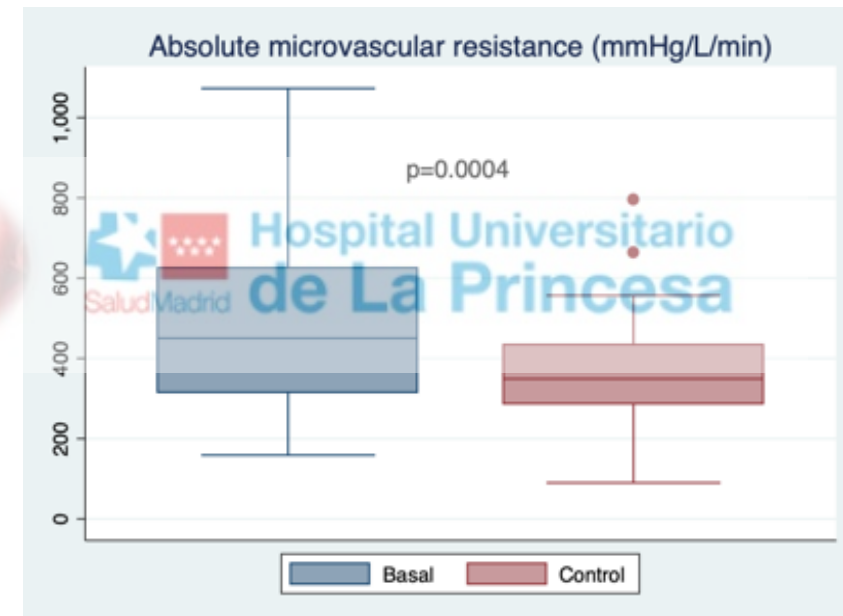 Absolute microvascular resistance (mmHg/L/min)
1,000
p=0.0004
800
Hospital Universitario
de La Princesa
SaludMadrid
600
400
200
0
Basal
Control